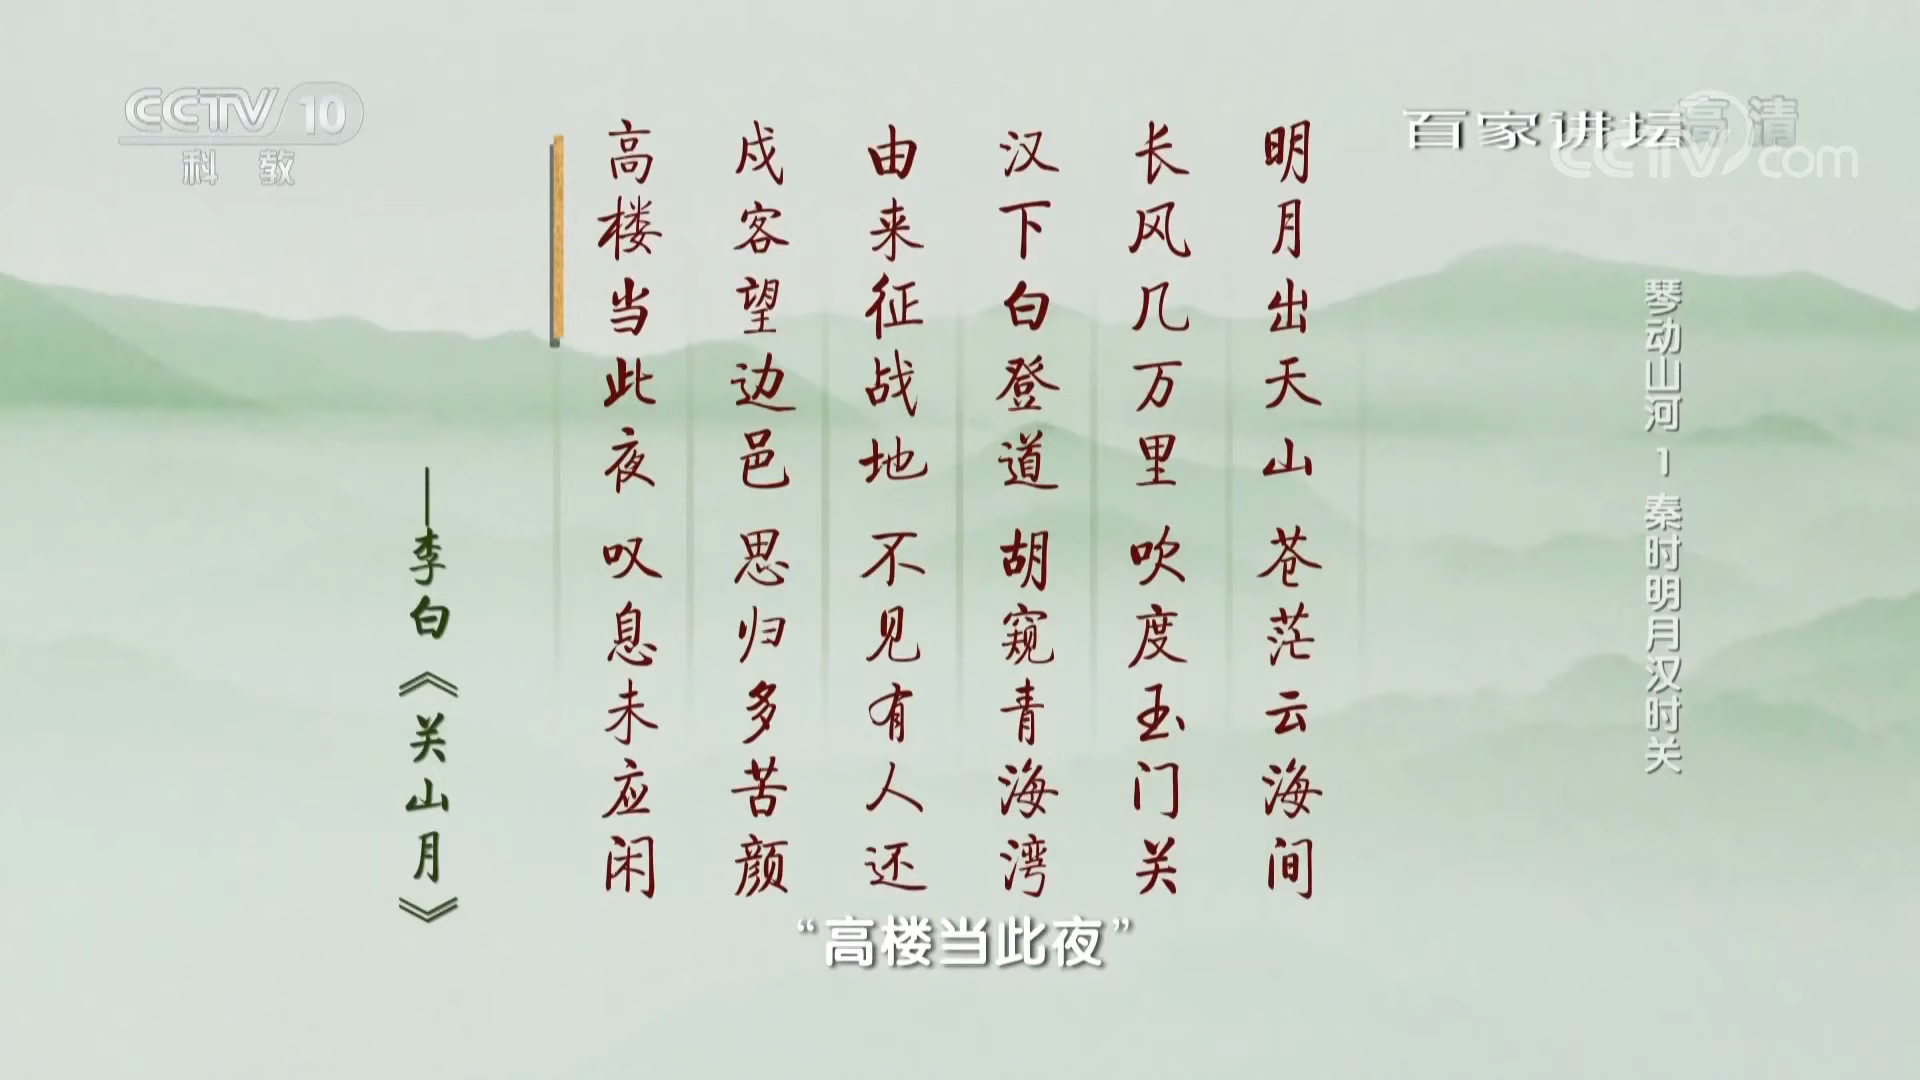 CCTV 10
科教
百家讲坛
高清
CCTV.com
琴动山河 1 秦时明月汉时关
明月出天山 苍茫云海间
长风几万里 吹度玉门关
汉下白登道 胡窥青海湾
由来征战地 不见有人还
戍客望边邑 思归多苦颜
高楼当此夜 叹息未应闲
——李白《关山月》
“高楼当此夜”